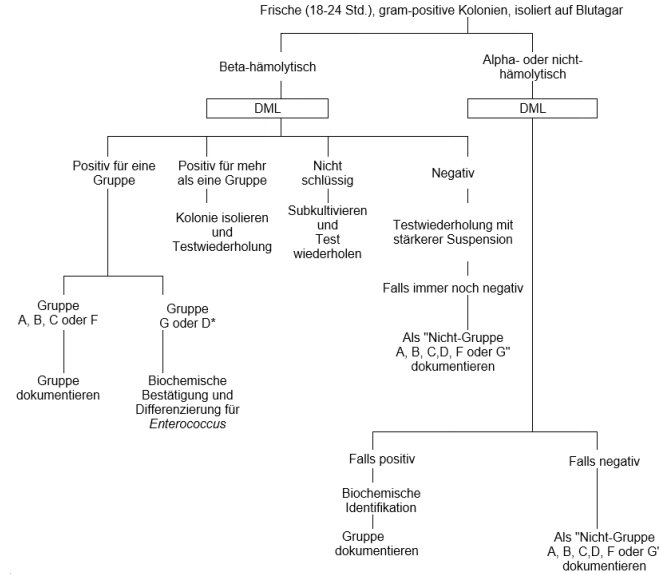 Frische (18-24 Std.), gram-positive Kolonien, isoliert auf Blutagar
Beta-hämolytisch
Alpha- oder nicht-
hämolytisch
DML
DML
Positiv für eine
Gruppe
Positiv für mehr
als eine Gruppe
Nicht
schlüssig
Negativ
Kolonie isolieren
und
Testwiederholung
Subkultivieren
und
Test
wiederholen
Testwiederholung mit
stärkerer Suspension
Falls immer noch negativ
Gruppe
A, B, C oder F
Gruppe
G oder D*
Als "Nicht-Gruppe
A, B, C,D, F oder G"
dokumentieren
Gruppe
dokumentieren
Biochemische
Bestätigung und
Differenzierung für
Enterococcus
Falls positiv
Falls negativ
Biochemische
Identifikation
Gruppe
dokumentieren
Als "Nicht-Gruppe
A, B, C,D, F oder G"
dokumentieren